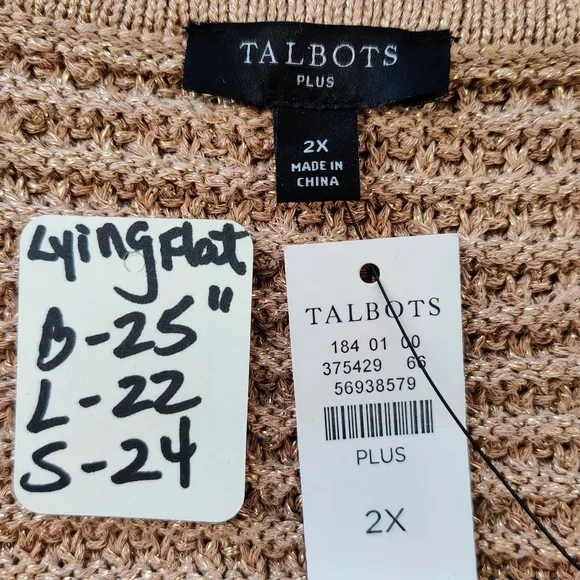 TALBOTS
PLUS
2X
MADE IN
CHINA
Lying Flat
B-25"
L-22
S-24
TALBOTS
184 01 00
375429 66
56938579
PLUS
2X